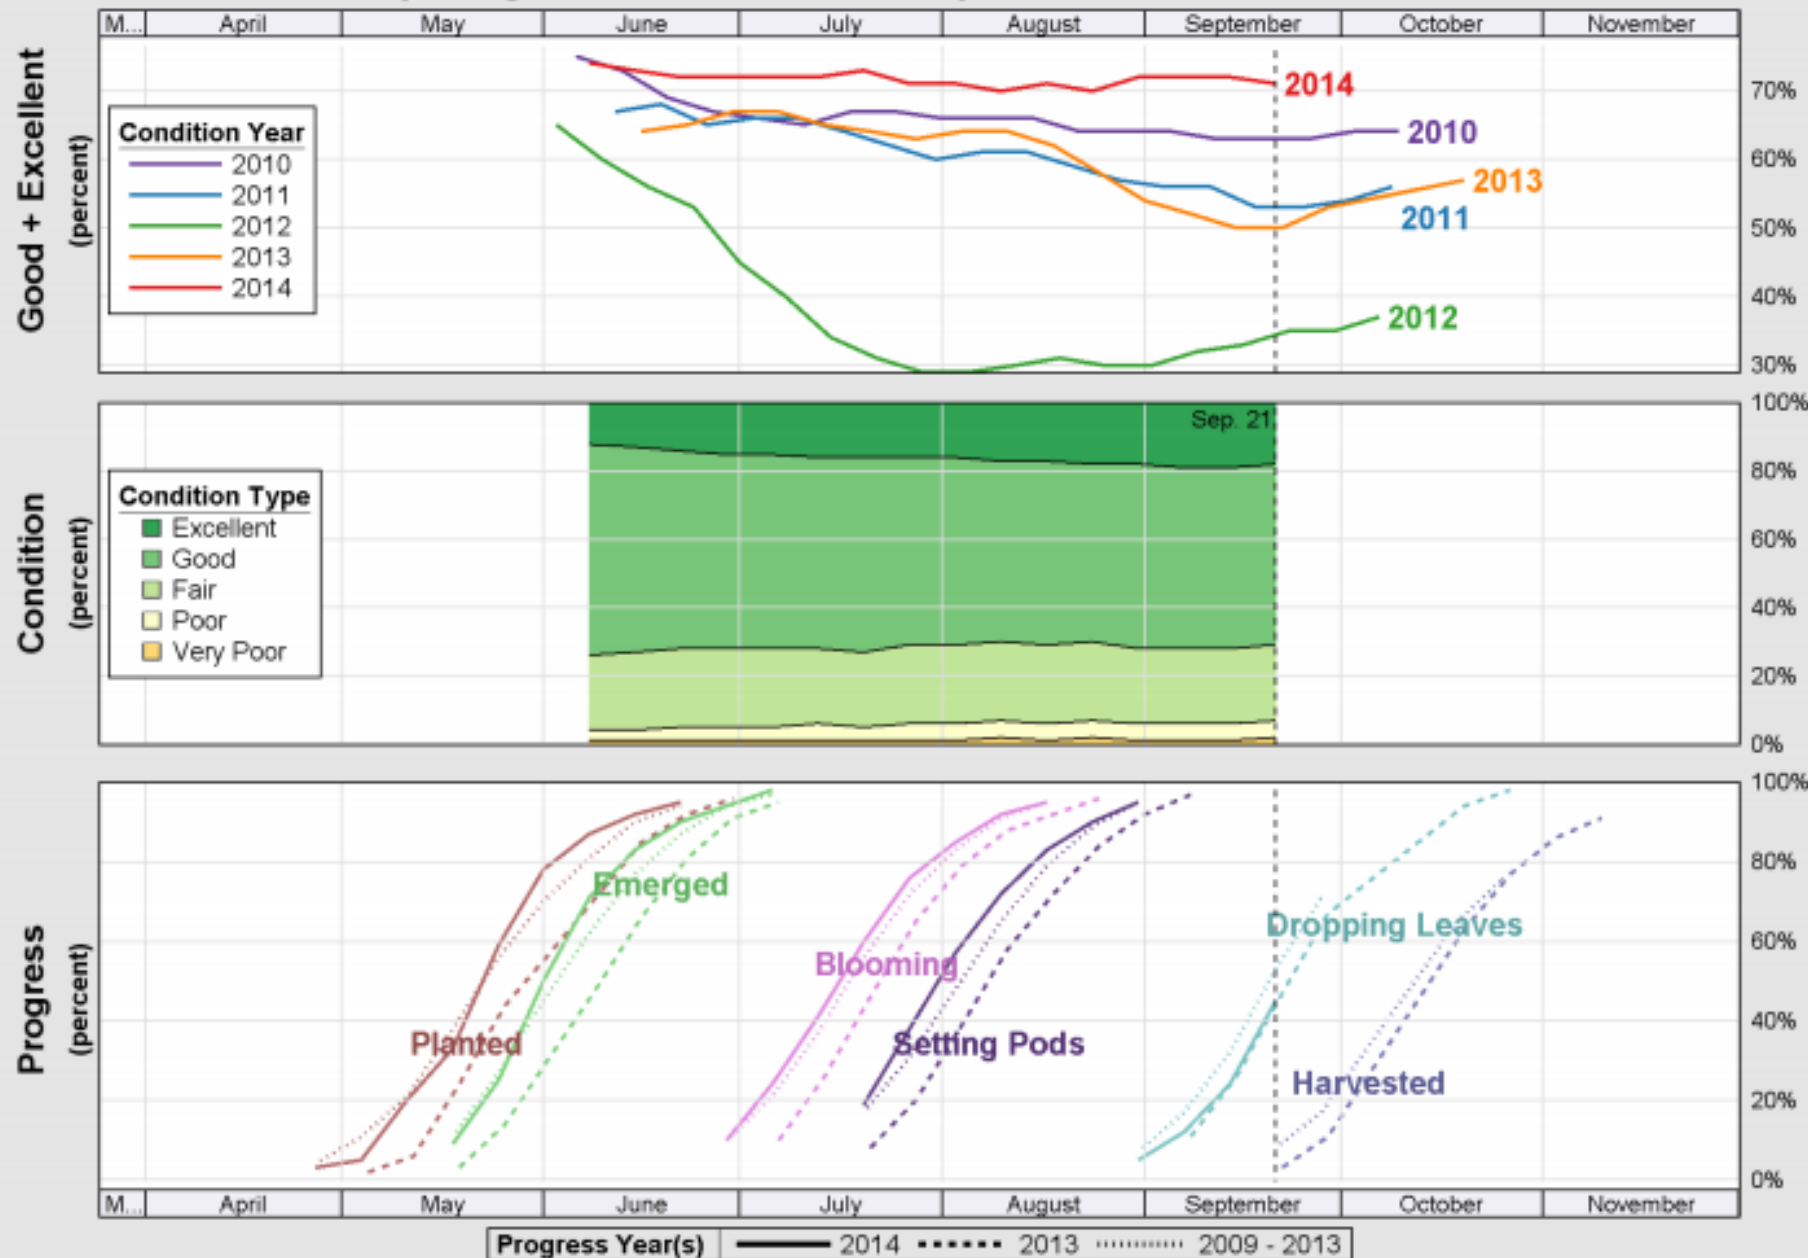 M... April May June July August September October November
Good + Excellent
(percent)
Condition Year
2010
2011
2012
2013
2014
2014
2010
2013
2011
2012
70%
60%
50%
40%
30%
Condition
(percent)
Condition Type
Excellent
Good
Fair
Poor
Very Poor
Sep. 21
100%
80%
60%
40%
20%
0%
Progress
(percent)
Planted
Emerged
Blooming
Setting Pods
Dropping Leaves
Harvested
100%
80%
60%
40%
20%
0%
M... April May June July August September October November
Progress Year(s) 2014 2013 2009 - 2013